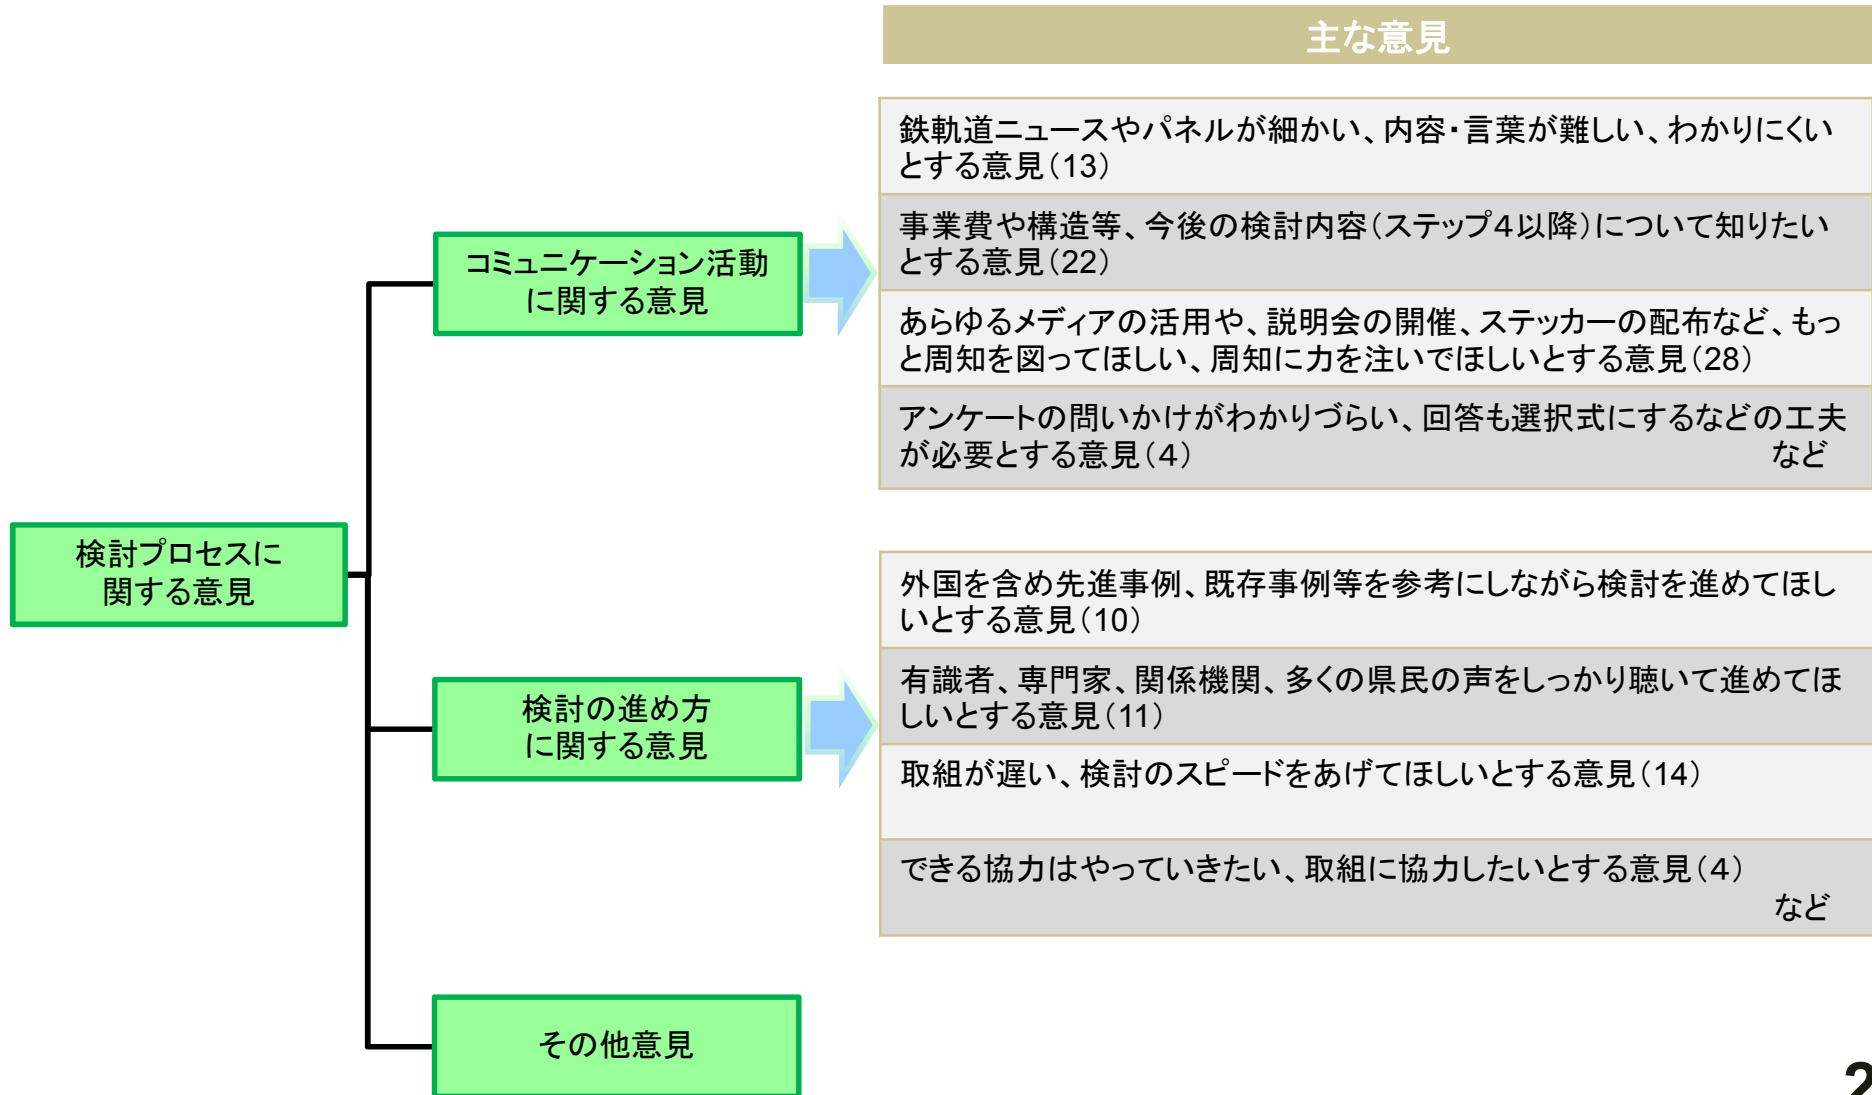 主な意見
鉄軌道ニュースやパネルが細かい、内容・言葉が難しい、わかりにくい
とする意見（13）
事業費や構造等、今後の検討内容（ステップ４以降）について知りたい
とする意見（22）
あらゆるメディアの活用や、説明会の開催、ステッカーの配布など、もっ
と周知を図ってほしい、周知に力を注いでほしいとする意見（28）
アンケートの問いかけがわかりづらい、回答も選択式にするなどの工夫
が必要とする意見（４） など
コミュニケーション活動
に関する意見
検討プロセスに
関する意見
外国を含め先進事例、既存事例等を参考にしながら検討を進めてほし
いとする意見（10）
有識者、専門家、関係機関、多くの県民の声をしっかり聴いて進めてほ
しいとする意見（11）
取組が遅い、検討のスピードをあげてほしいとする意見（14）
できる協力はやっていきたい、取組に協力したいとする意見（４）
など
検討の進め方
に関する意見
その他意見
2